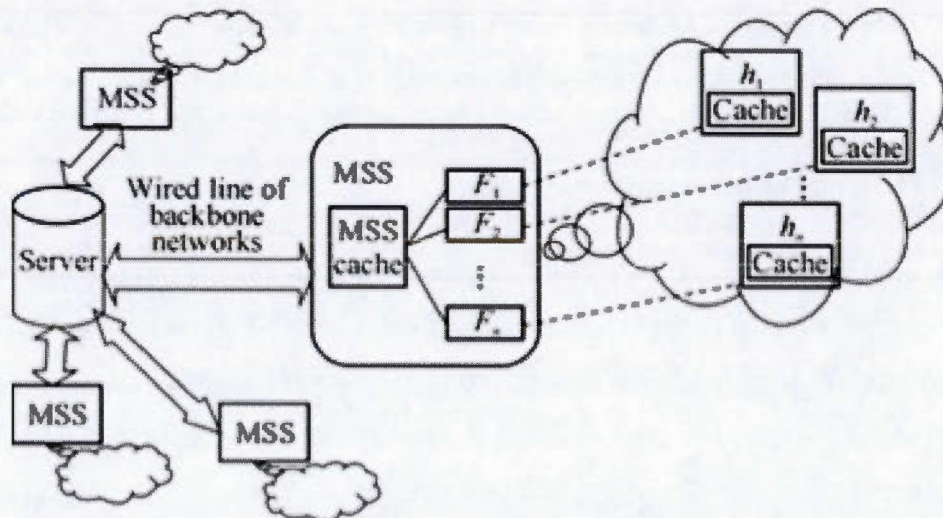 MSS
Wired line of
backbone
networks
Server
MSS
MSS
MSS
MSS
cache
F1
F2
Fn
h1
Cache
h2
Cache
hn
Cache